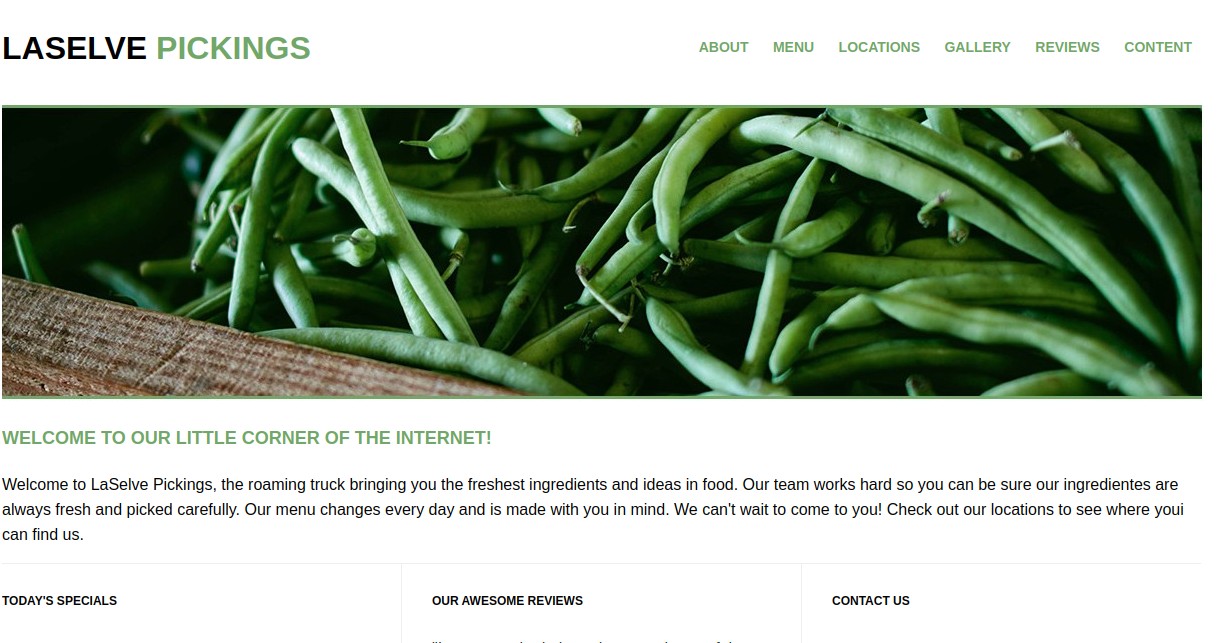 LASELVE PICKINGS
ABOUT MENU LOCATIONS GALLERY REVIEWS CONTENT
WELCOME TO OUR LITTLE CORNER OF THE INTERNET!
Welcome to LaSelve Pickings, the roaming truck bringing you the freshest ingredients and ideas in food. Our team works hard so you can be sure our ingredientes are
always fresh and picked carefully. Our menu changes every day and is made with you in mind. We can't wait to come to you! Check out our locations to see where youi
can find us.
TODAY'S SPECIALS
OUR AWESOME REVIEWS
CONTACT US